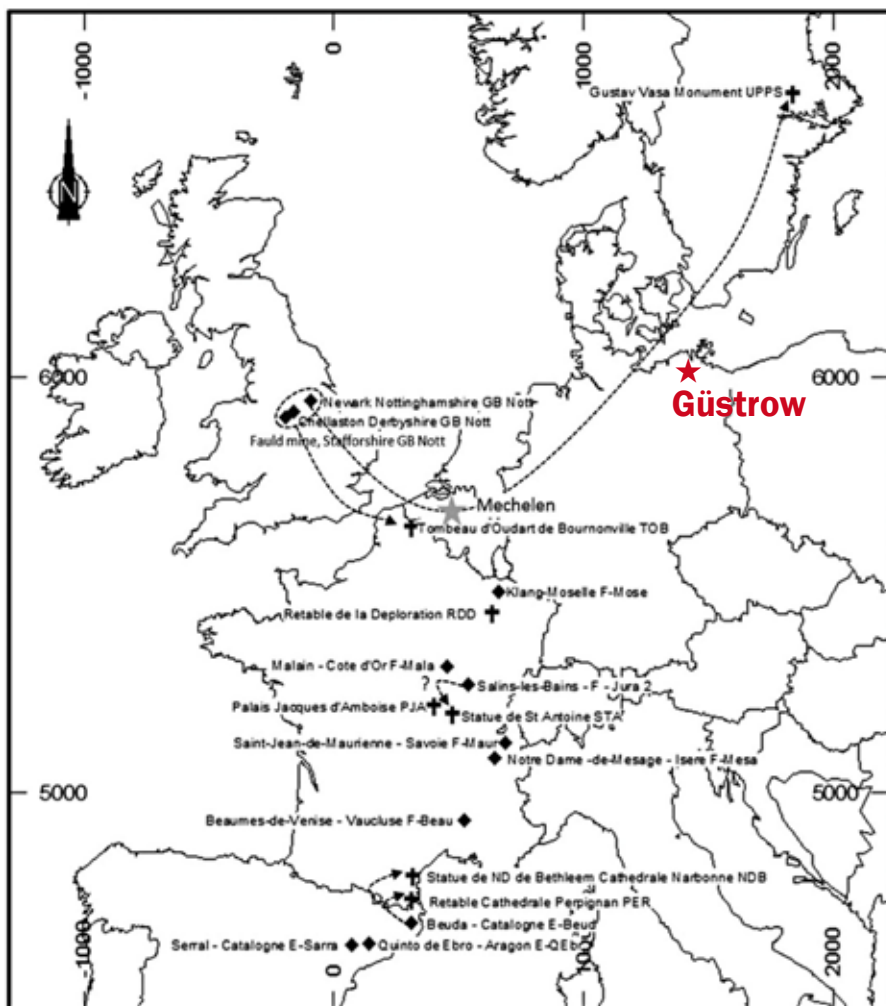 -1000
0
1000
2000
Gustav Vasa Monument UPPS
N
6000
6000
Güstrow
Newark Nottinghamshire GB Nott
Chellaston Derbyshire GB Nott
Fauld mine, Stafforshire GB Nott
Mechelen
Tombeau d'Oudart de Bournonville TOB
Klang-Moselle F-Mose
Retable de la Deploration RDD
Malain - Cote d'Or F-Mala
?
Salins-les-Bains - F - Jura 2
Palais Jacques d'Amboise PJA
Statue de St Antoine STA
Saint-Jean-de-Maurienne - Savoie F-Maur
Notre Dame -de-Mesage - Isere F-Mesa
5000
5000
Beaumes-de-Venise - Vaucluse F-Beau
Statue de ND de Bethleem Cathedrale Narbonne NDB
Retable Cathedrale Perpignan PER
Beuda - Catalogne E-Beud
Serral - Catalogne E-Sarra
Quinto de Ebro - Aragon E-QEbr
-1000
0
1000
2000